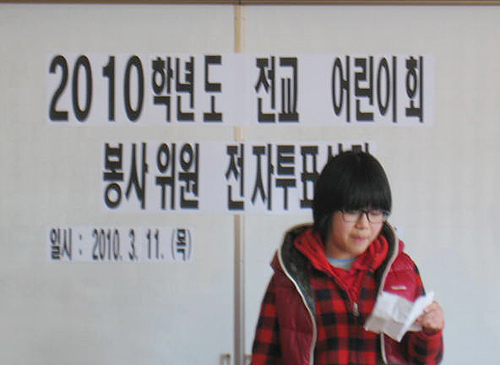 2010학년도 전교 어린이회
봉사위원 전자투표
일시 : 2010. 3. 11. (목)